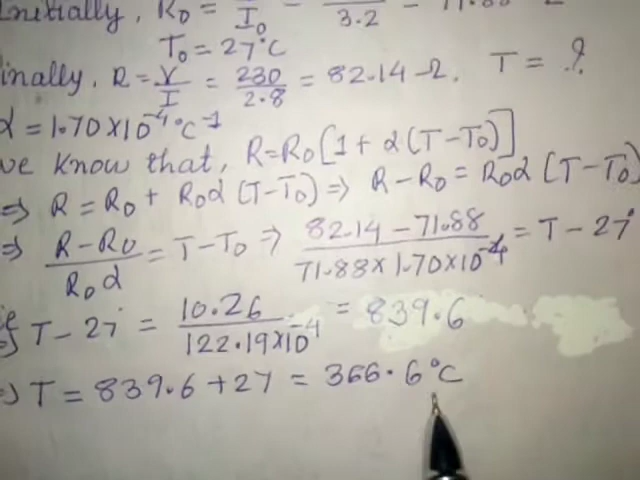 Initially, R₀ = V/I₀ = /3.2 = 71.88 Ω
T₀ = 27°C
inally, R = V/I = 230/2.8 = 82.14 Ω. T = ?
α = 1.70×10⁻⁴ °C⁻¹
we know that, R = R₀[1 + α(T−T₀)]
⇒ R = R₀ + R₀α(T−T₀) ⇒ R − R₀ = R₀α(T−T₀)
⇒ (R − R₀)/(R₀α) = T−T₀ ⇒ (82.14 − 71.88)/(71.88×1.70×10⁻⁴) = T − 27
T − 27 = 10.26/(122.19×10⁻⁴) = 839.6
⇒ T = 839.6 + 27 = 366.6°C